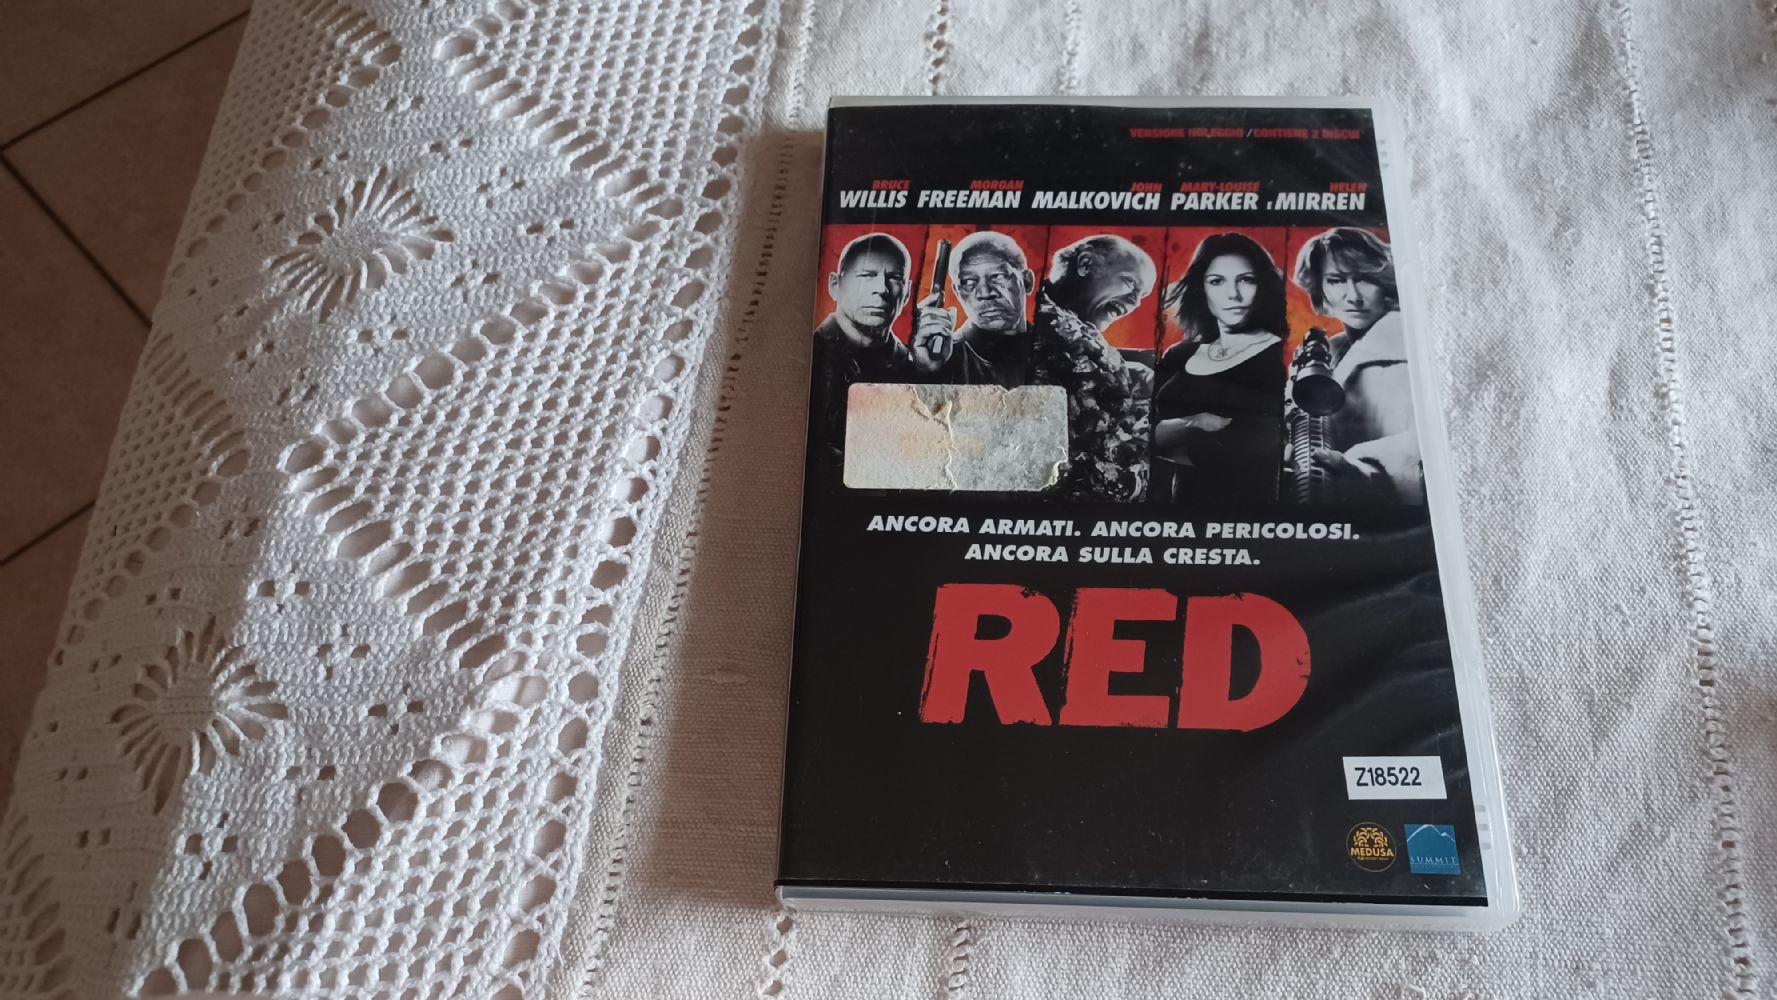 VERSIONE NOLEGGIO / CONTIENE 2 DISCHI
BRUCE MORGAN JOHN MARY-LOUISE HELEN
WILLIS FREEMAN MALKOVICH PARKER E MIRREN
ANCORA ARMATI. ANCORA PERICOLOSI.
ANCORA SULLA CRESTA.
RED
Z18522
MEDUSA
SUMMIT